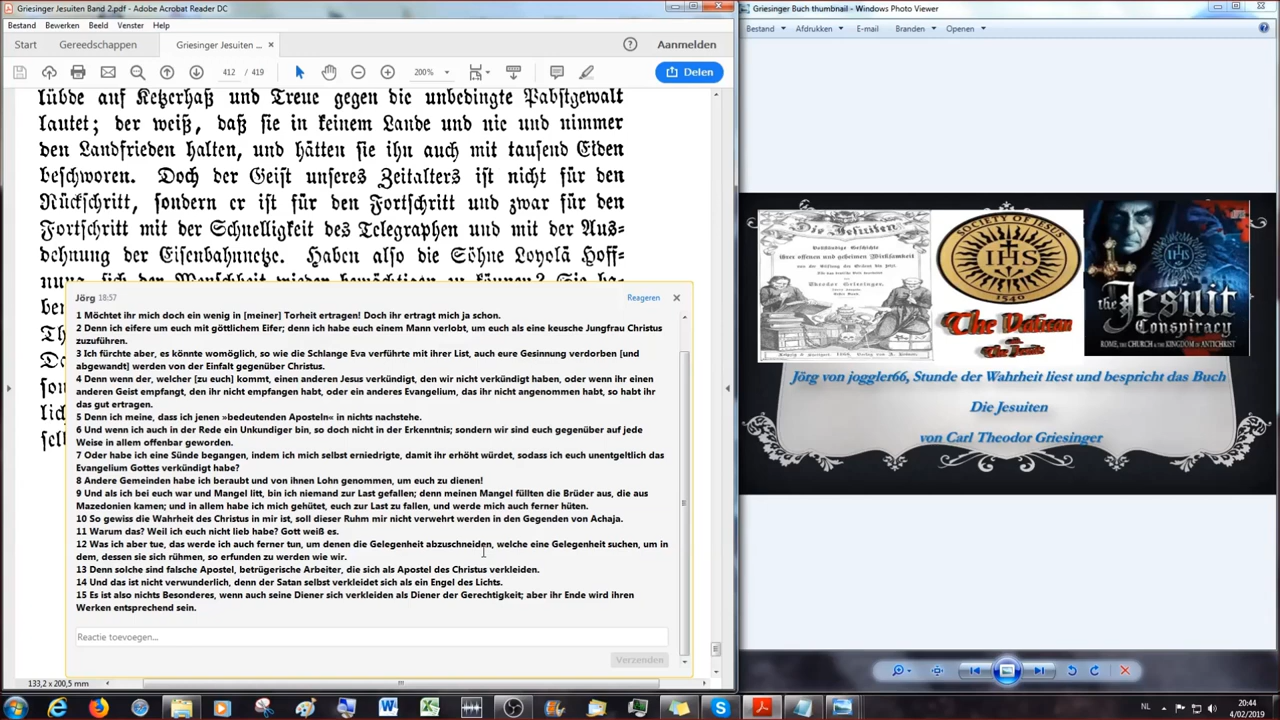 Griesinger Jesuiten Band 2.pdf - Adobe Acrobat Reader DC
Bestand Bewerken Beeld Venster Help
Start Gereedschappen Griesinger Jesuiten ... × Aanmelden
412 / 419 200% Delen
lübde auf Ketzerhaß und Treue gegen die unbedingte Pabstgewalt
lautet; der weiß, daß sie in keinem Lande und nie und nimmer
den Landfrieden halten, und hätten sie ihn auch mit tausend Eiden
beschworen. Doch der Geist unseres Zeitalters ist nicht für den
Rückschritt, sondern er ist für den Fortschritt und zwar für den
Fortschritt mit der Schnelligkeit des Telegraphen und mit der Aus-
dehnung der Eisenbahnnetze. Haben also die Söhne Loyolä Hoff-
Jörg 18:57 Reageren
1 Möchtet ihr mich doch ein wenig in [meiner] Torheit ertragen! Doch ihr ertragt mich ja schon.
2 Denn ich eifere um euch mit göttlichem Eifer; denn ich habe euch einem Mann verlobt, um euch als eine keusche Jungfrau Christus
zuzuführen.
3 Ich fürchte aber, es könnte womöglich, so wie die Schlange Eva verführte mit ihrer List, auch eure Gesinnung verdorben [und
abgewandt] werden von der Einfalt gegenüber Christus.
4 Denn wenn der, welcher [zu euch] kommt, einen anderen Jesus verkündigt, den wir nicht verkündigt haben, oder wenn ihr einen
anderen Geist empfangt, den ihr nicht empfangen habt, oder ein anderes Evangelium, das ihr nicht angenommen habt, so habt ihr
das gut ertragen.
5 Denn ich meine, dass ich jenen »bedeutenden Aposteln« in nichts nachstehe.
6 Und wenn ich auch in der Rede ein Unkundiger bin, so doch nicht in der Erkenntnis; sondern wir sind euch gegenüber auf jede
Weise in allem offenbar geworden.
7 Oder habe ich eine Sünde begangen, indem ich mich selbst erniedrigte, damit ihr erhöht würdet, sodass ich euch unentgeltlich das
Evangelium Gottes verkündigt habe?
8 Andere Gemeinden habe ich beraubt und von ihnen Lohn genommen, um euch zu dienen!
9 Und als ich bei euch war und Mangel litt, bin ich niemand zur Last gefallen; denn meinen Mangel füllten die Brüder aus, die aus
Mazedonien kamen; und in allem habe ich mich gehütet, euch zur Last zu fallen, und werde mich auch ferner hüten.
10 So gewiss die Wahrheit des Christus in mir ist, soll dieser Ruhm mir nicht verwehrt werden in den Gegenden von Achaja.
11 Warum das? Weil ich euch nicht lieb habe? Gott weiß es.
12 Was ich aber tue, das werde ich auch ferner tun, um denen die Gelegenheit abzuschneiden, welche eine Gelegenheit suchen, um in
dem, dessen sie sich rühmen, so erfunden zu werden wie wir.
13 Denn solche sind falsche Apostel, betrügerische Arbeiter, die sich als Apostel des Christus verkleiden.
14 Und das ist nicht verwunderlich, denn der Satan selbst verkleidet sich als ein Engel des Lichts.
15 Es ist also nichts Besonderes, wenn auch seine Diener sich verkleiden als Diener der Gerechtigkeit; aber ihr Ende wird ihren
Werken entsprechend sein.
Reactie toevoegen...
Verzenden
133,2 x 200,5 mm
Griesinger Buch thumbnail - Windows Photo Viewer
Bestand Afdrukken E-mail Branden Openen
Die Jesuiten
Vollständige Geschichte
Theodor Griesinger.
SOCIETY OF JESUS
IHS
1540
The Vatican
the Jesuits
the Jesuit
Conspiracy
ROME, THE CHURCH & THE KINGDOM OF ANTICHRIST
Jörg von joggler66, Stunde der Wahrheit liest und bespricht das Buch
Die Jesuiten
von Carl Theodor Griesinger
NL 20:44
4/02/2019